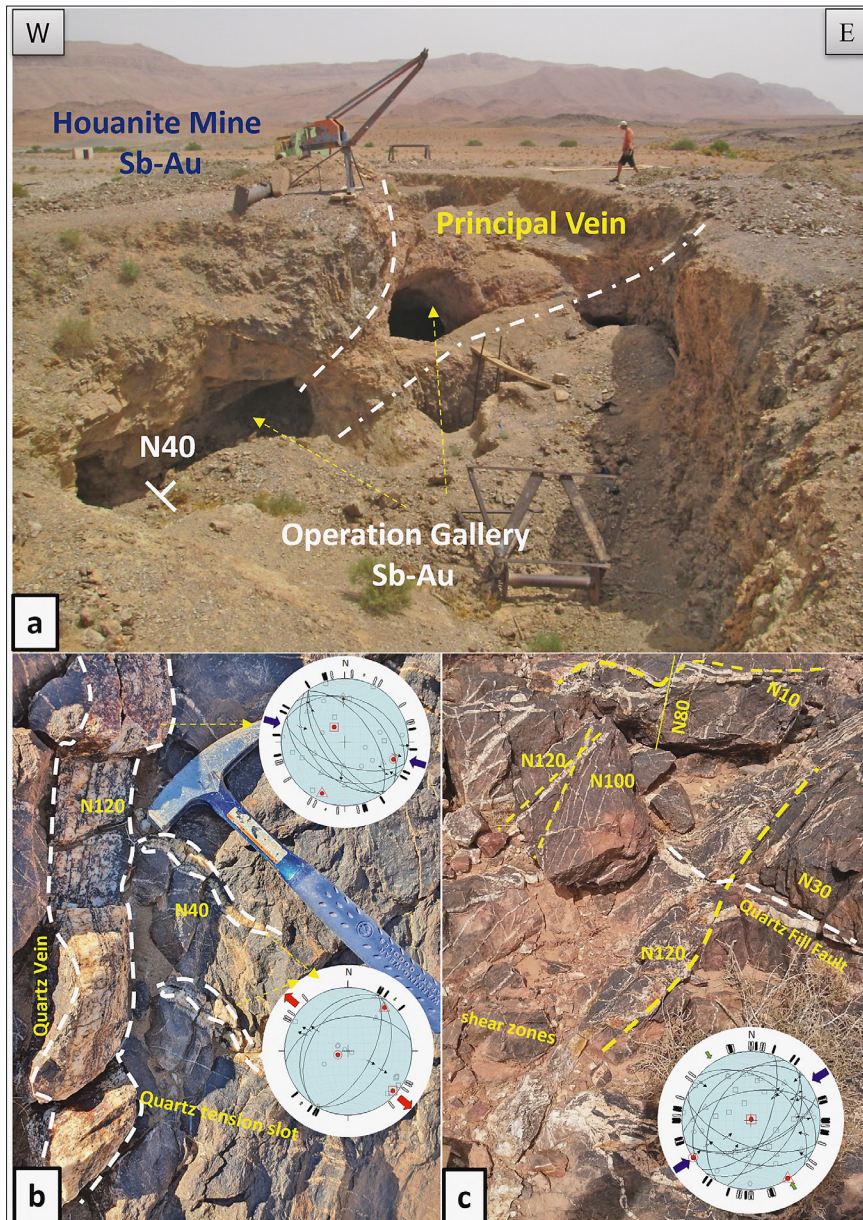 W
E
Houanite Mine
Sb-Au
Principal Vein
N40
Operation Gallery
Sb-Au
a
N
N120
N40
Quartz Vein
N
Quartz tension slot
b
N10
N80
N120
N100
N30
Quartz Fill Fault
N120
shear zones
N
c